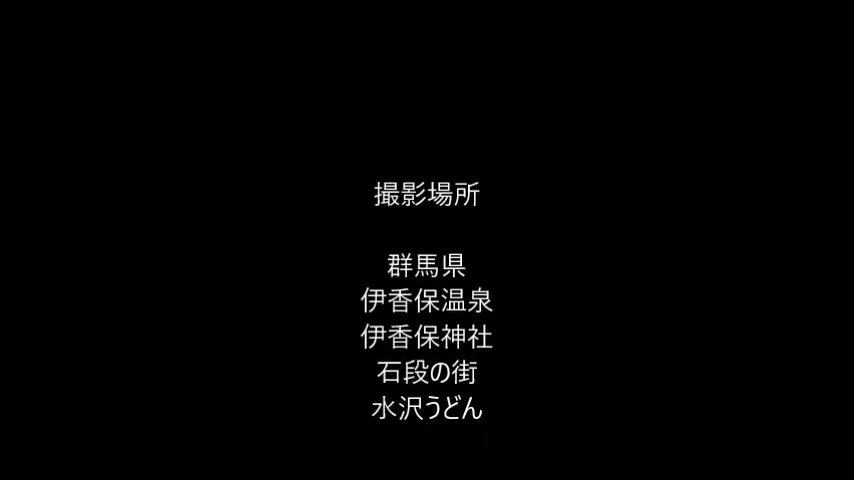 撮影場所
群馬県
伊香保温泉
伊香保神社
石段の街
水沢うどん